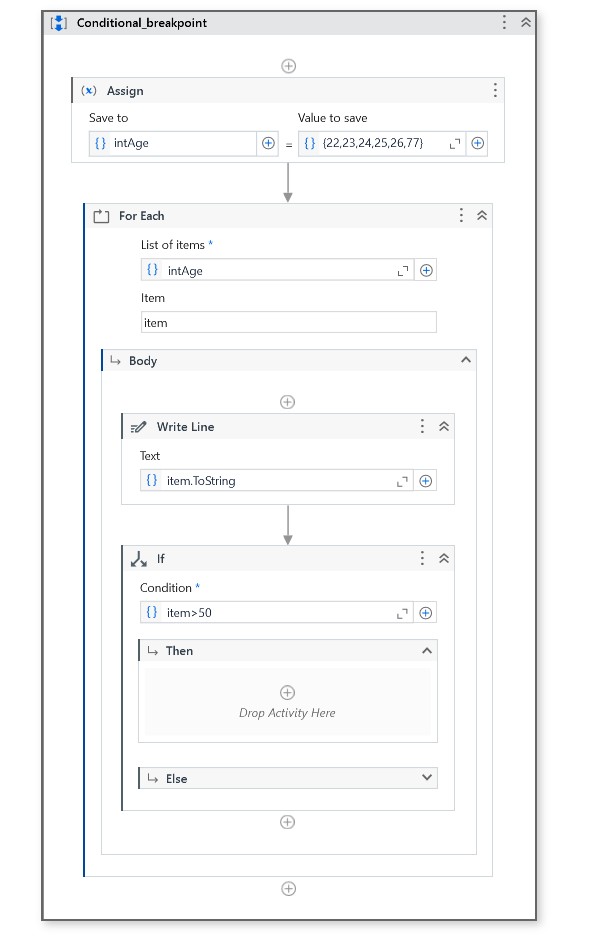 Conditional_breakpoint
Assign
Save to Value to save
intAge = {22,23,24,25,26,77}
For Each
List of items *
intAge
Item
item
Body
Write Line
Text
item.ToString
If
Condition *
item>50
Then
Drop Activity Here
Else